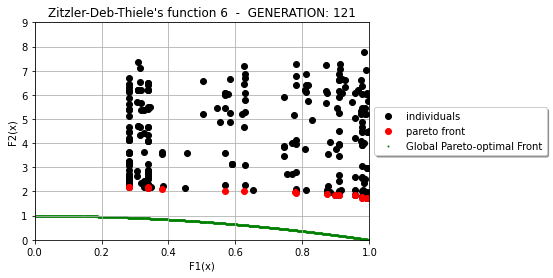 Zitzler-Deb-Thiele's function 6 - GENERATION: 121
F2(x)
9
8
7
6
5
4
3
2
1
0
0.0 0.2 0.4 0.6 0.8 1.0
F1(x)
individuals
pareto front
Global Pareto-optimal Front